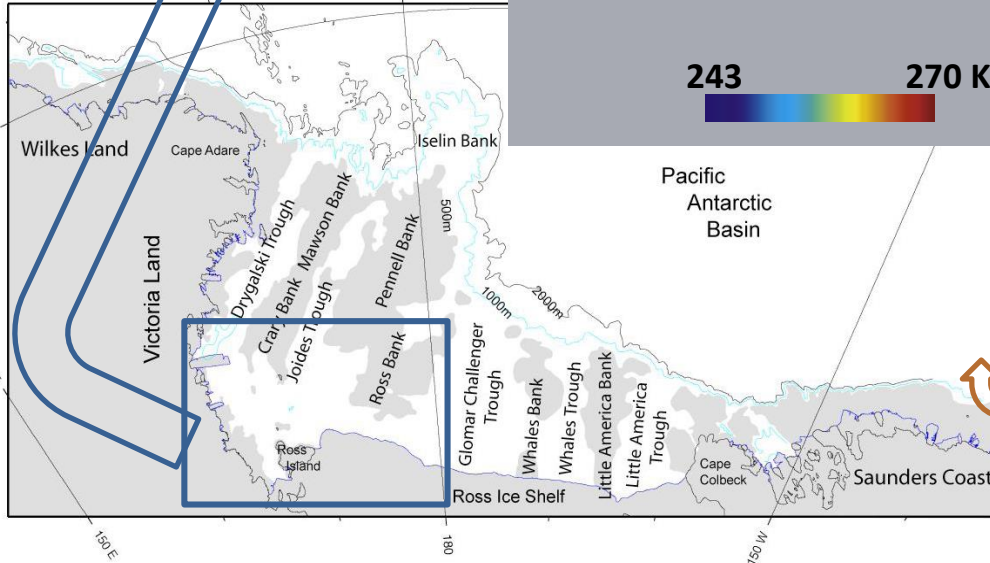 243
270 K
Wilkes Land
Cape Adare
Iselin Bank
Pacific
Antarctic
Basin
500m
Victoria Land
Drygalski Trough
Crary Bank
Mawson Bank
Joides Trough
Pennell Bank
Ross Bank
1000m
2000m
Glomar Challenger
Trough
Whales Bank
Whales Trough
Little America Bank
Little America
Trough
Ross
Island
Ross Ice Shelf
Cape
Colbeck
Saunders Coast
150 E
180
150 W